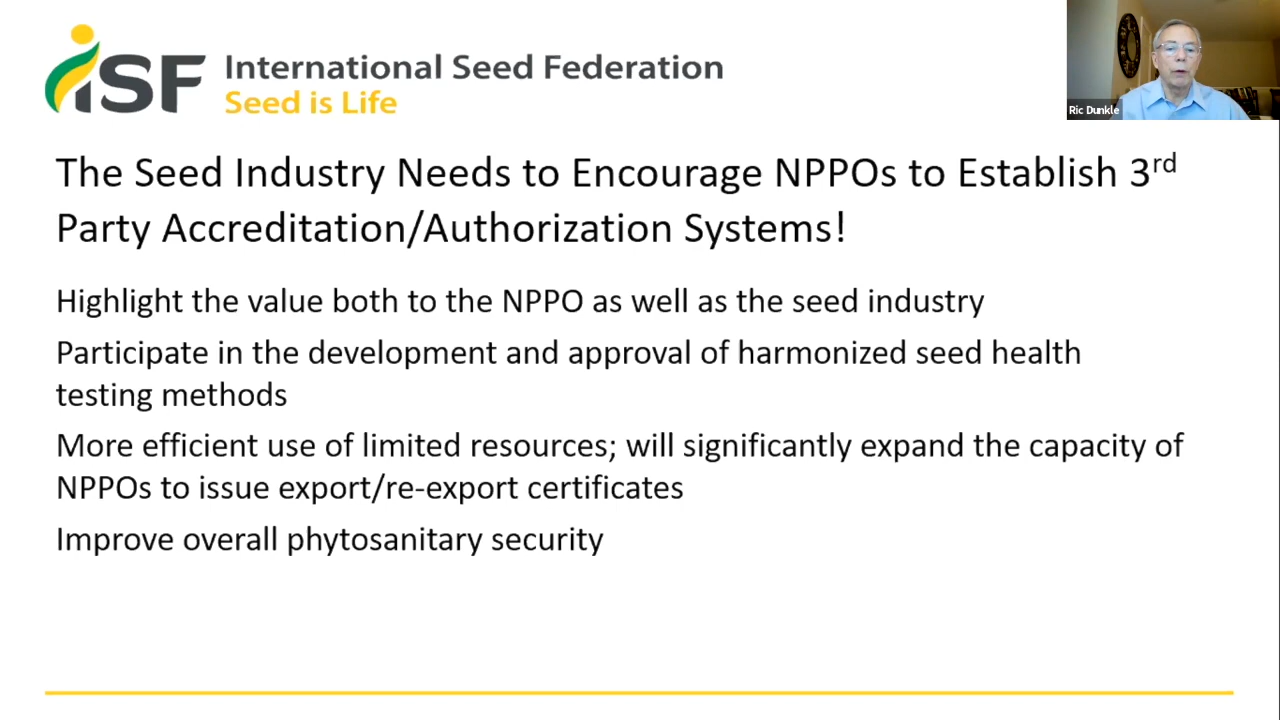 iSF International Seed Federation
Seed is Life
Ric Dunkle
The Seed Industry Needs to Encourage NPPOs to Establish 3rd
Party Accreditation/Authorization Systems!
Highlight the value both to the NPPO as well as the seed industry
Participate in the development and approval of harmonized seed health
testing methods
More efficient use of limited resources; will significantly expand the capacity of
NPPOs to issue export/re-export certificates
Improve overall phytosanitary security